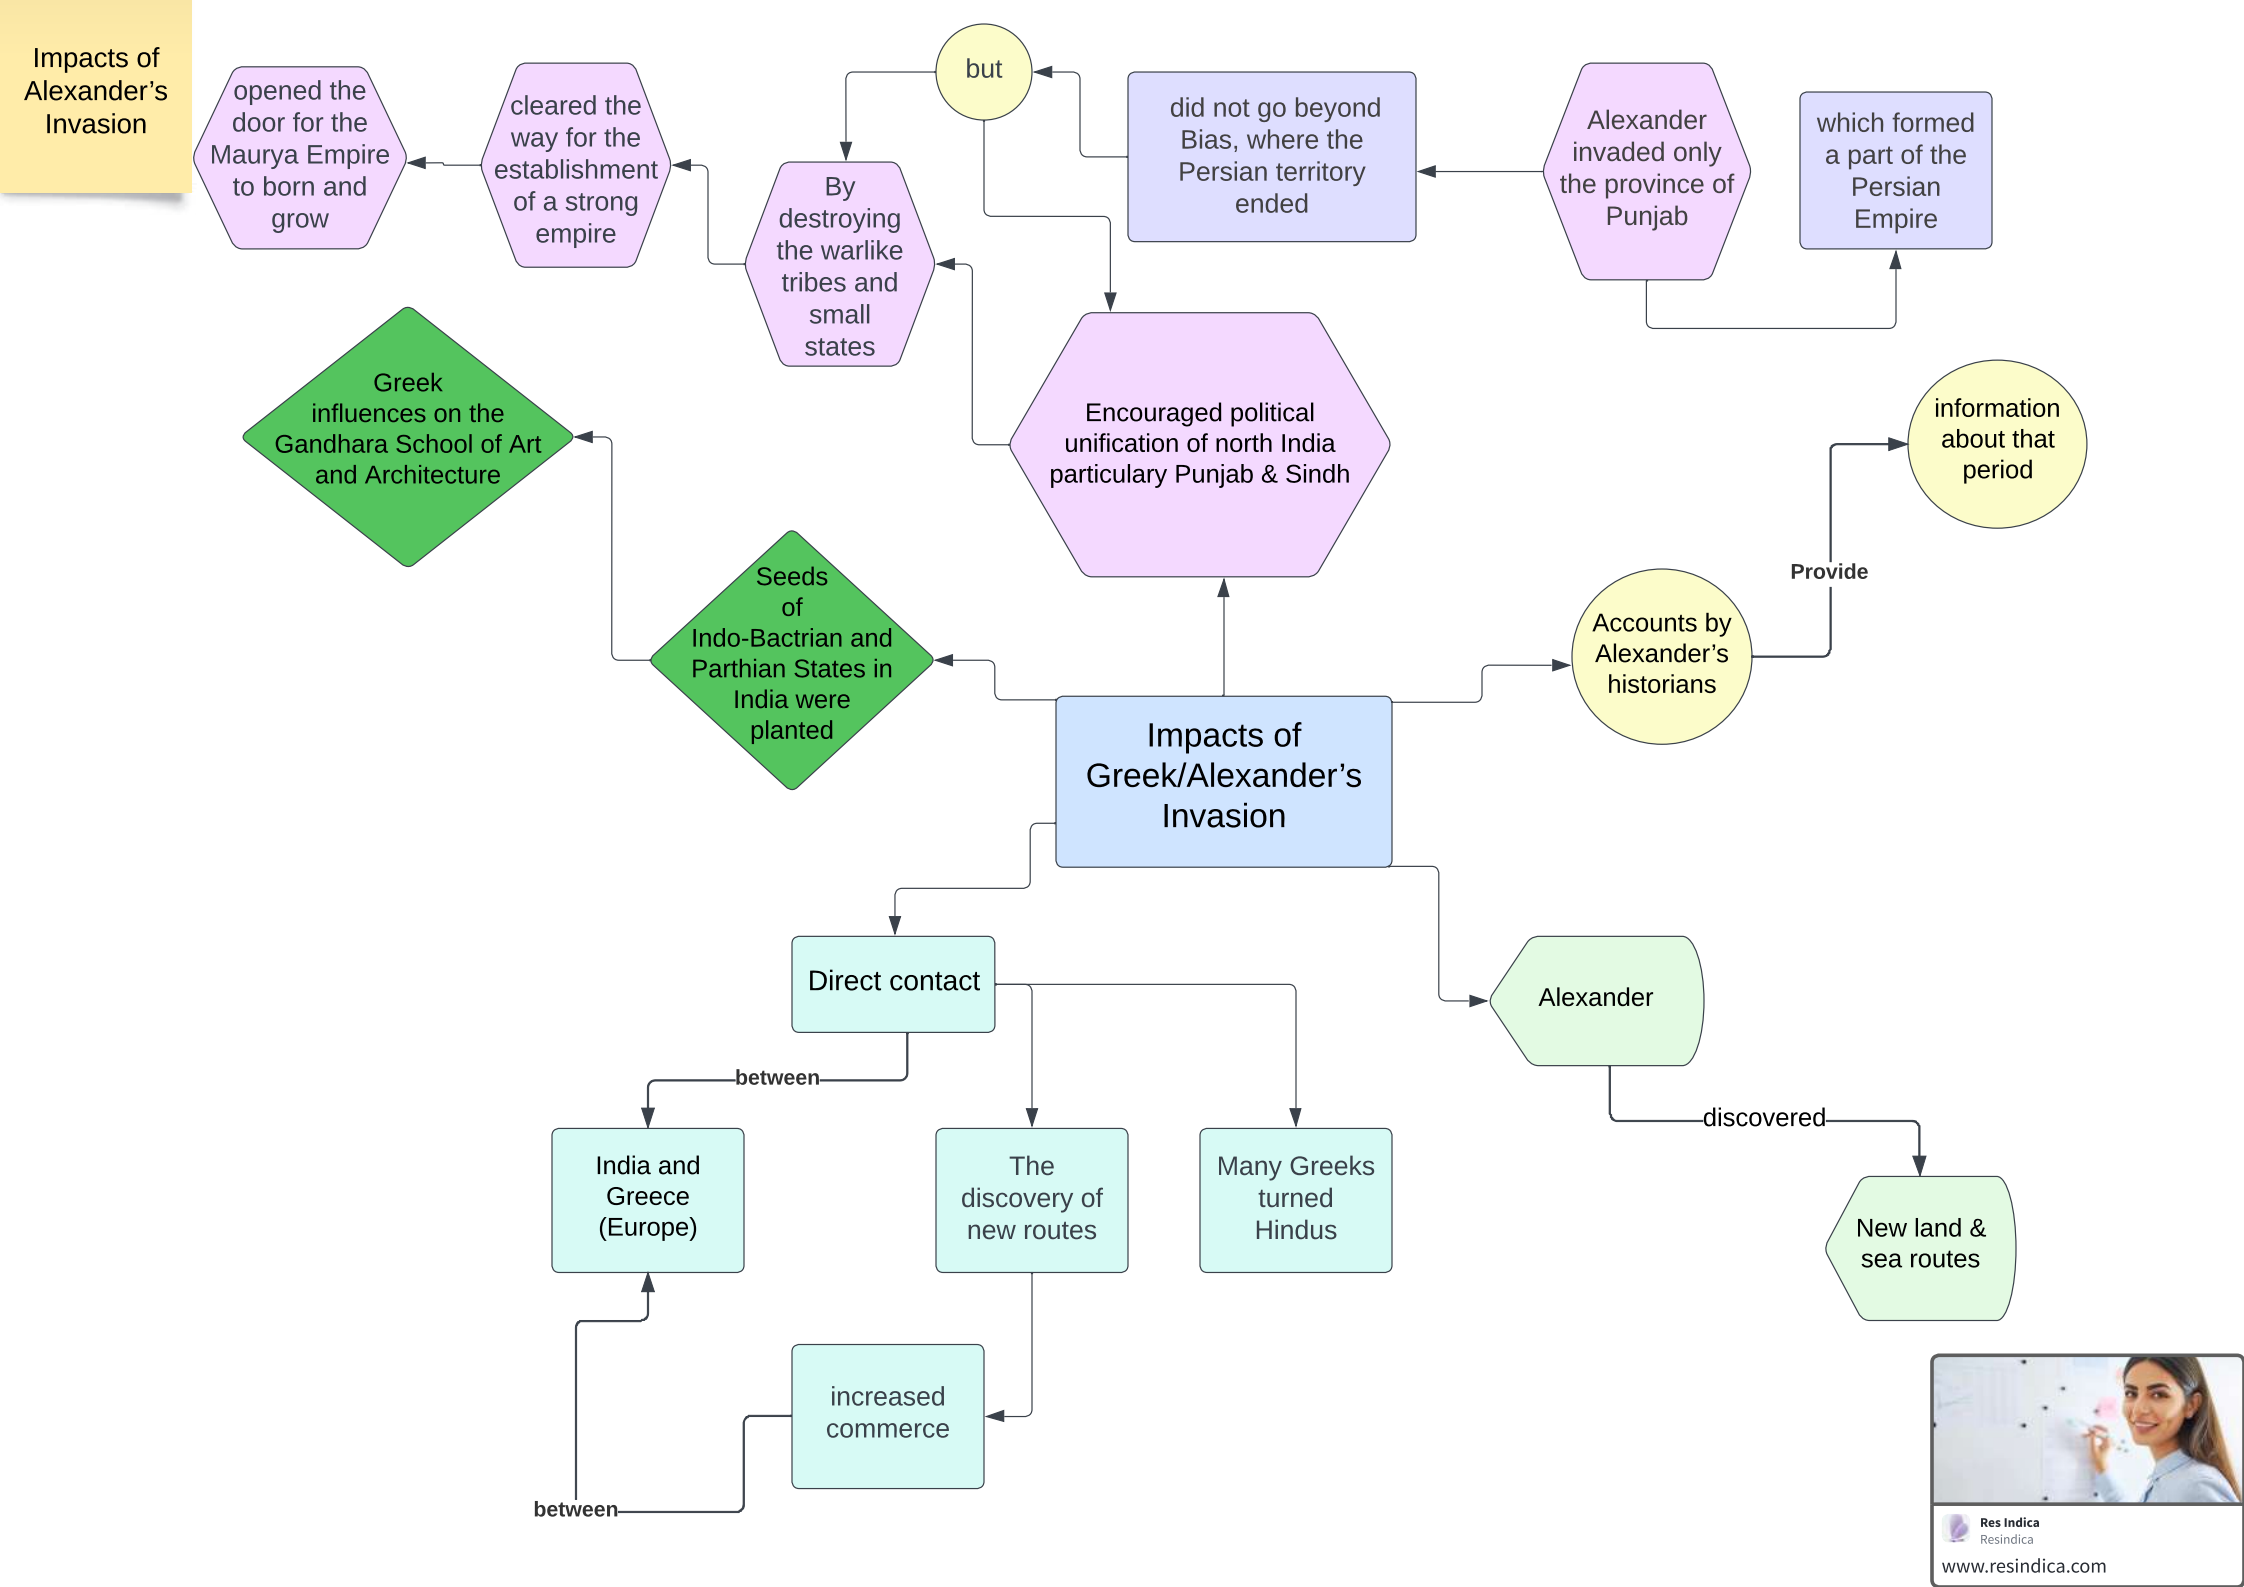 Impacts of
Alexander’s
Invasion
opened the
door for the
Maurya Empire
to born and
grow
cleared the
way for the
establishment
of a strong
empire
By
destroying
the warlike
tribes and
small
states
but
did not go beyond
Bias, where the
Persian territory
ended
Alexander
invaded only
the province of
Punjab
which formed
a part of the
Persian
Empire
Greek
influences on the
Gandhara School of Art
and Architecture
Encouraged political
unification of north India
particulary Punjab & Sindh
information
about that
period
Provide
Seeds
of
Indo-Bactrian and
Parthian States in
India were
planted
Accounts by
Alexander’s
historians
Impacts of
Greek/Alexander’s
Invasion
Direct contact
Alexander
between
discovered
India and
Greece
(Europe)
The
discovery of
new routes
Many Greeks
turned
Hindus
New land &
sea routes
increased
commerce
between
Res Indica
Resindica
www.resindica.com